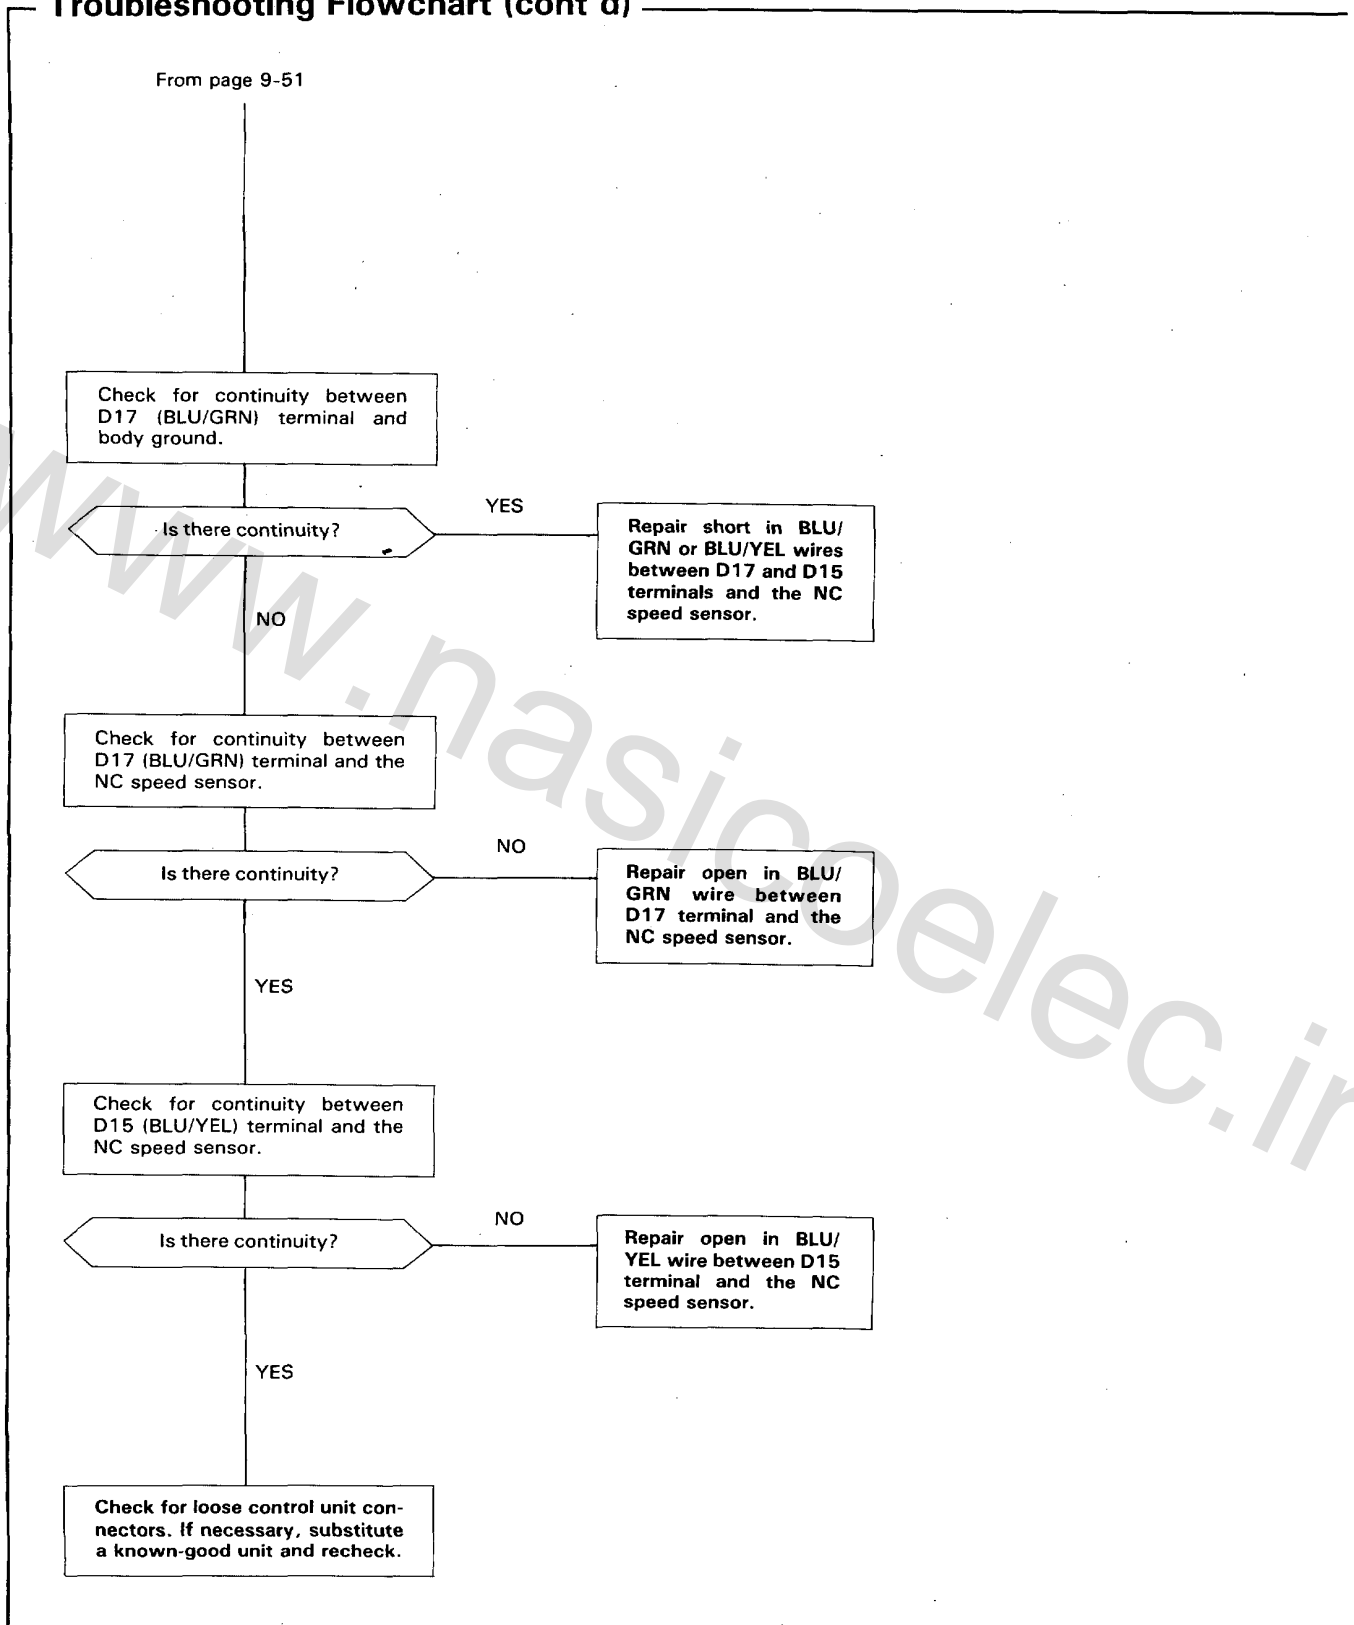 Troubleshooting Flowchart (cont'd)
From page 9-51
Check for continuity between
D17 (BLU/GRN) terminal and
body ground.
Is there continuity?
YES
Repair short in BLU/
GRN or BLU/YEL wires
between D17 and D15
terminals and the NC
speed sensor.
NO
Check for continuity between
D17 (BLU/GRN) terminal and the
NC speed sensor.
Is there continuity?
NO
Repair open in BLU/
GRN wire between
D17 terminal and the
NC speed sensor.
YES
Check for continuity between
D15 (BLU/YEL) terminal and the
NC speed sensor.
Is there continuity?
NO
Repair open in BLU/
YEL wire between D15
terminal and the NC
speed sensor.
YES
Check for loose control unit con-
nectors. If necessary, substitute
a known-good unit and recheck.
www.nasicoelec.ir